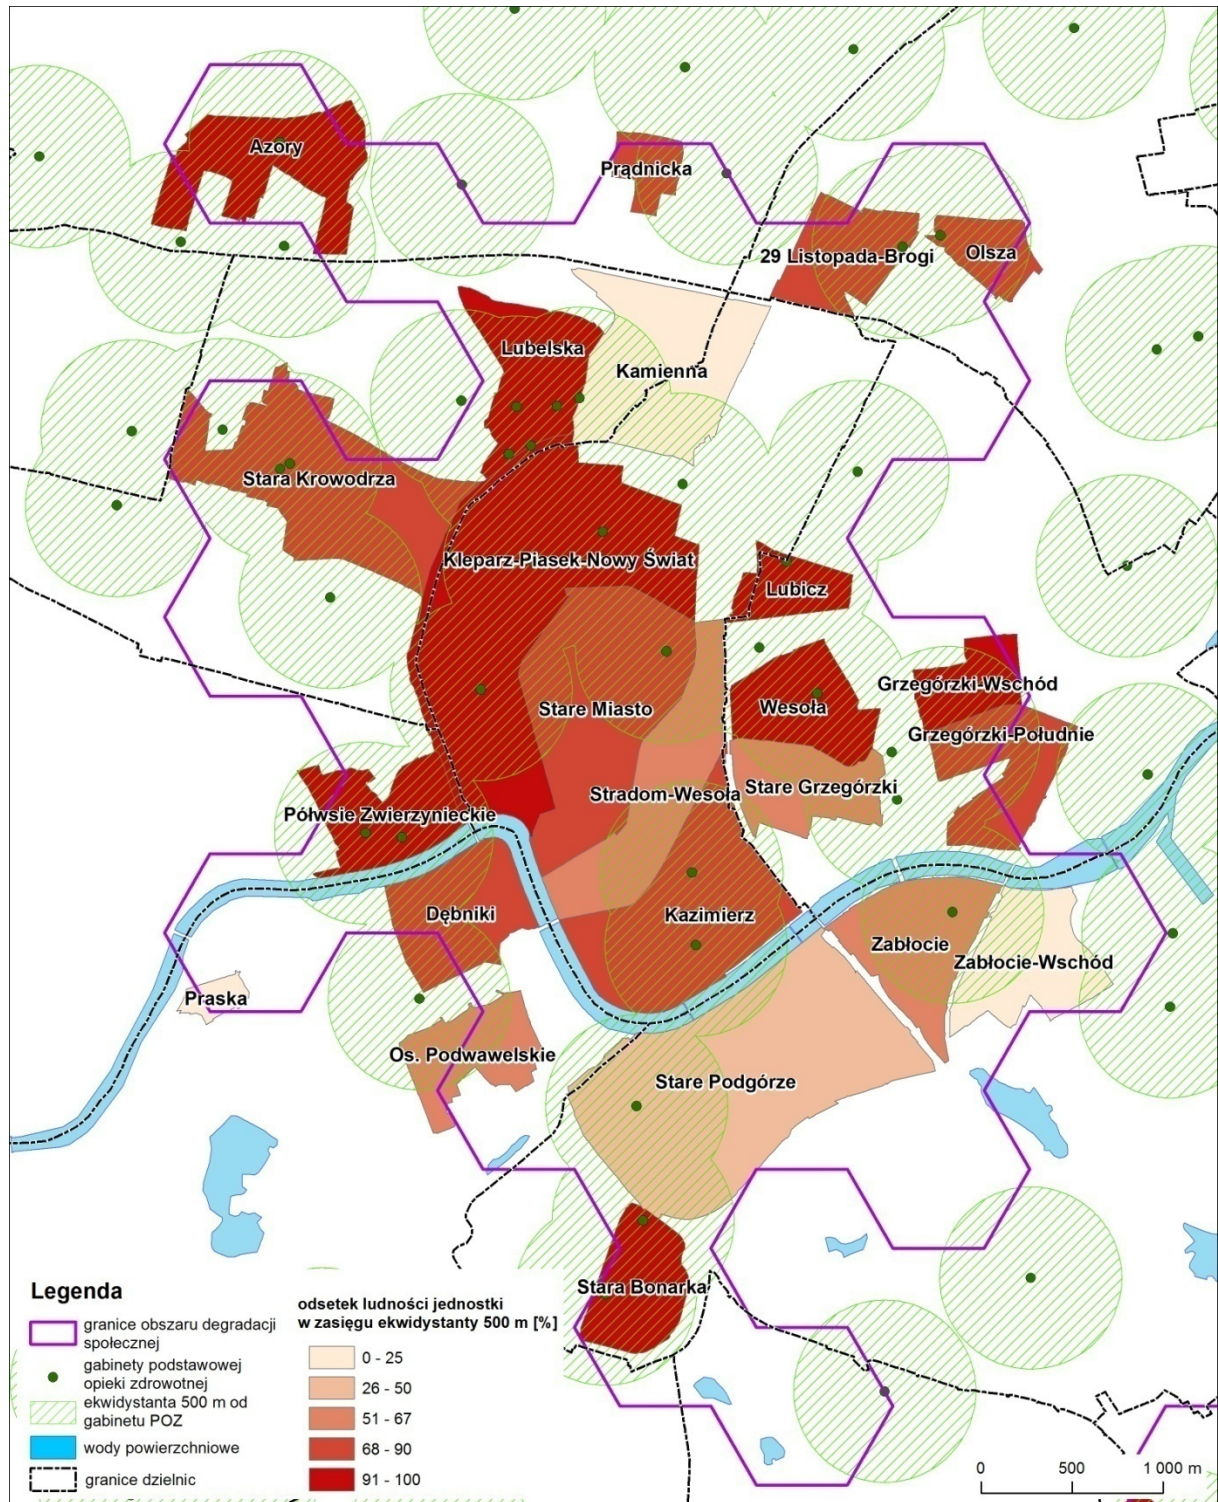 Azory
Prądnicka
29 Listopada-Brogi
Olsza
Lubelska
Kamienna
Stara Krowodrza
Kleparz-Piasek-Nowy Świat
Lubicz
Grzegórzki-Wschód
Stare Miasto
Wesoła
Grzegórzki-Południe
Stradom-Wesoła
Stare Grzegórzki
Półwsie Zwierzynieckie
Dębniki
Kazimierz
Zabłocie
Zabłocie-Wschód
Praska
Os. Podwawelskie
Stare Podgórze
Stara Bonarka
Legenda
granice obszaru degradacji
społecznej
gabinety podstawowej
opieki zdrowotnej
ekwidystanta 500 m od
gabinetu POZ
wody powierzchniowe
granice dzielnic
odsetek ludności jednostki
w zasięgu ekwidystanty 500 m [%]
0 - 25
26 - 50
51 - 67
68 - 90
91 - 100
0 500 1 000 m